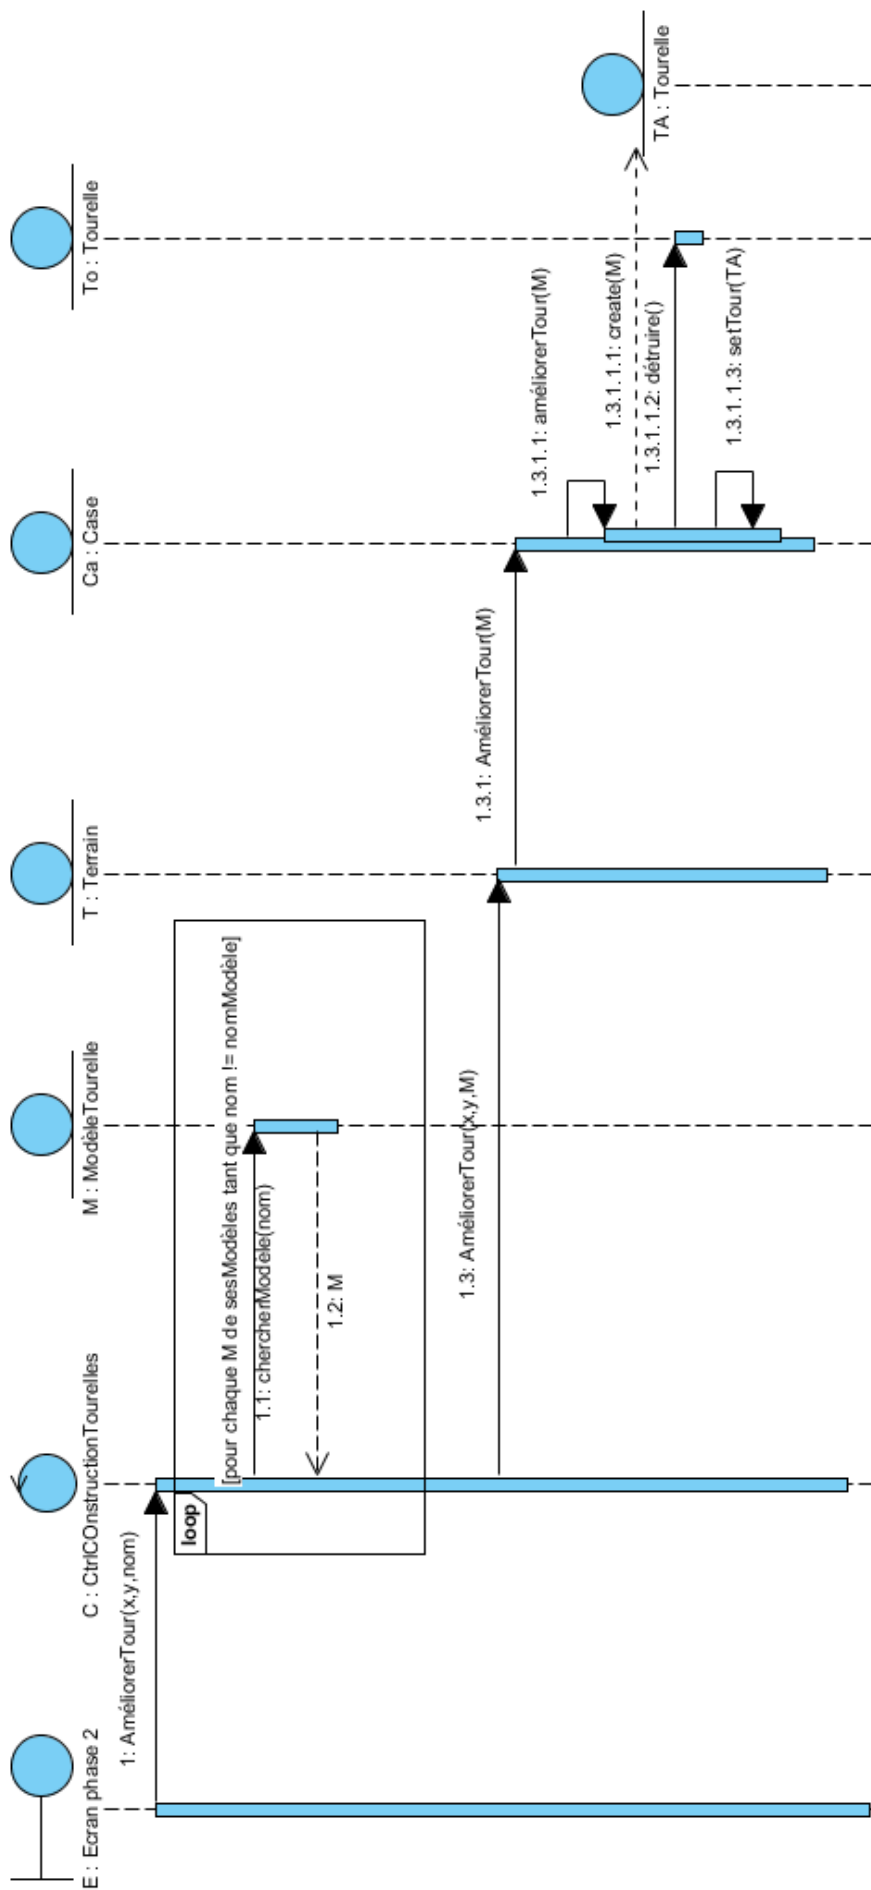 E : Ecran phase 2
C : CtrlCOnstructionTourelles
M : ModèleTourelle
T : Terrain
Ca : Case
To : Tourelle
1: AméliorerTour(x,y,nom)
loop
[pour chaque M de sesModèles tant que nom != nomModèle]
1.1: chercherModèle(nom)
1.2: M
1.3: AméliorerTour(x,y,M)
1.3.1: AméliorerTour(M)
1.3.1.1: améliorerTour(M)
1.3.1.1.1: create(M)
TA : Tourelle
1.3.1.1.2: détruire()
1.3.1.1.3: setTour(TA)